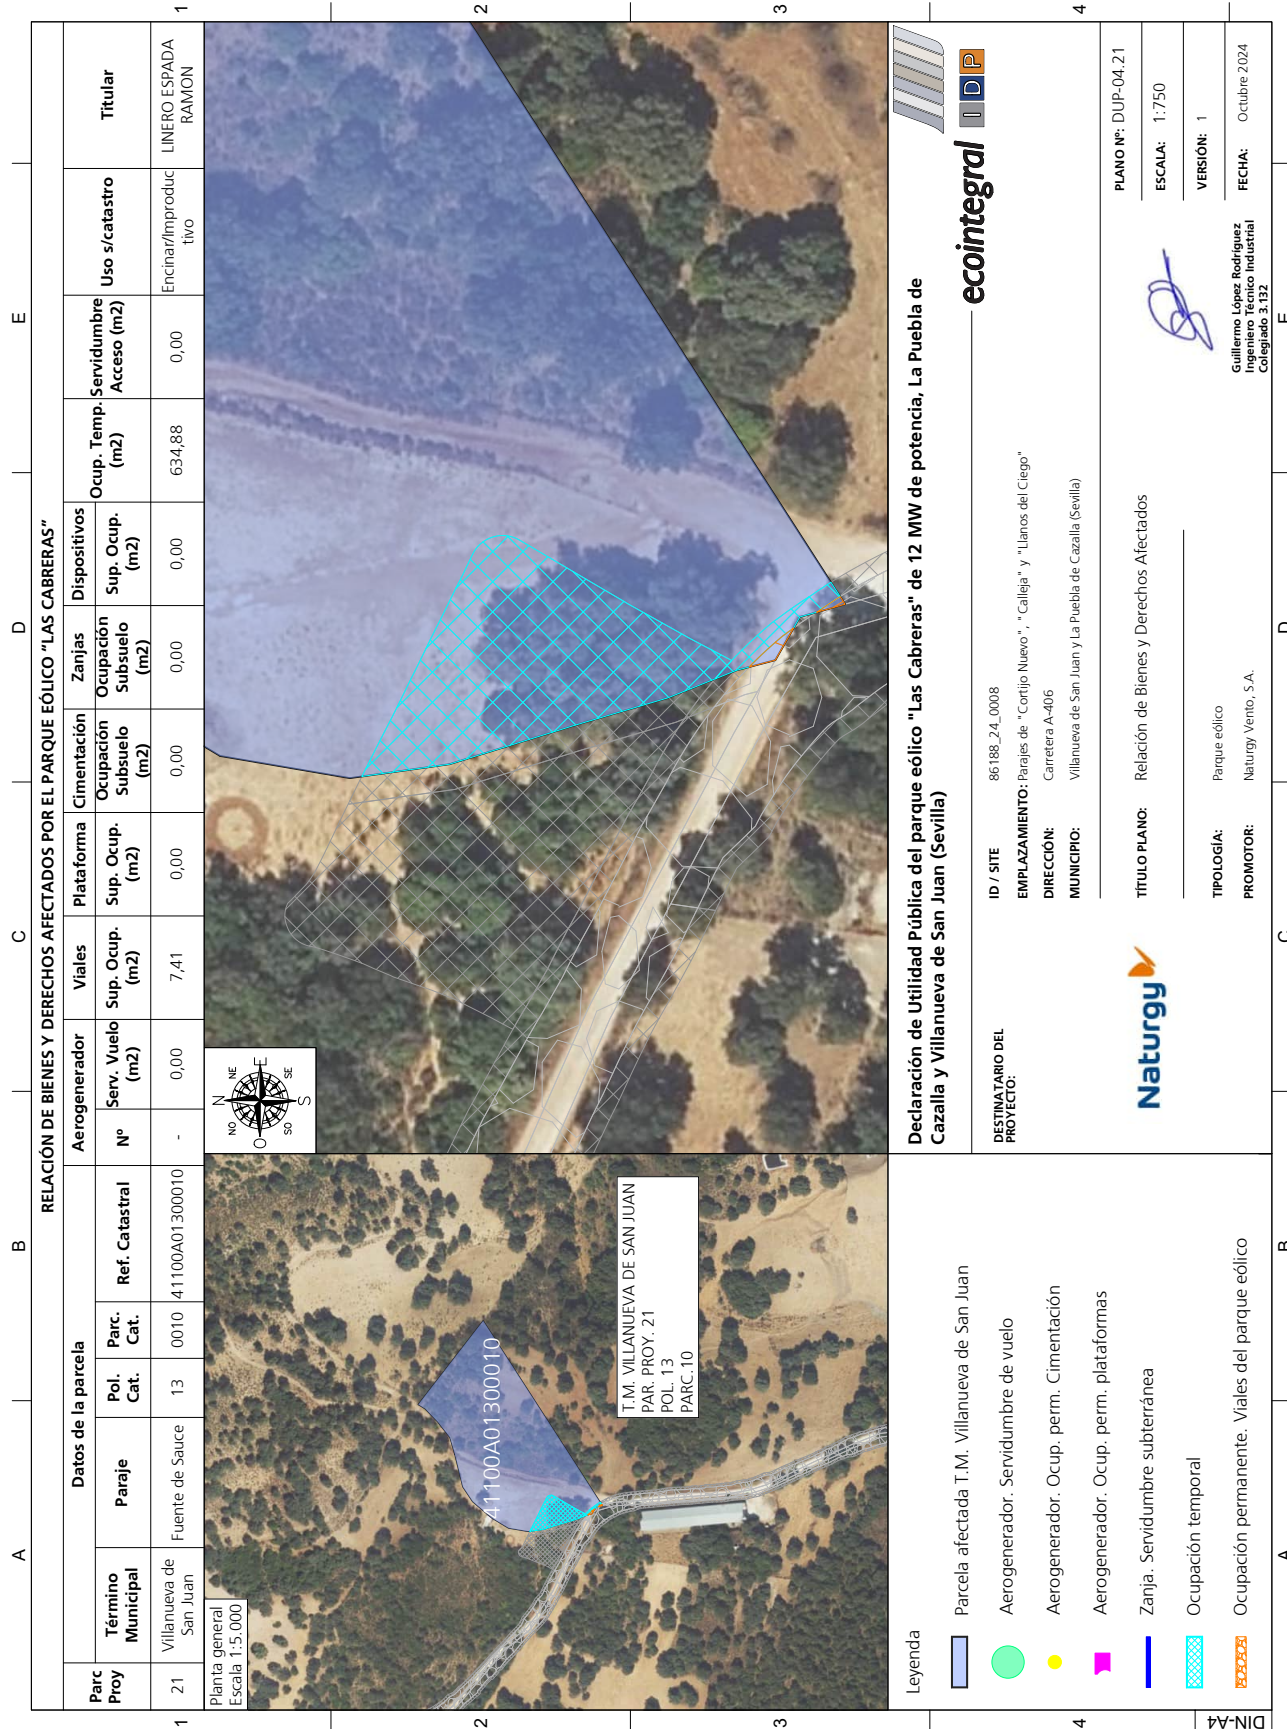 RELACIÓN DE BIENES Y DERECHOS AFECTADOS POR EL PARQUE EÓLICO "LAS CABRERAS"
Parc Proy
Datos de la parcela
Aerogenerador
Viales
Plataforma
Cimentación
Zanjas
Dispositivos
Ocup. Temp. (m2)
Servidumbre Acceso (m2)
Uso s/catastro
Titular
Término Municipal
Paraje
Pol. Cat.
Parc. Cat.
Ref. Catastral
Nº
Serv. Vuelo (m2)
Sup. Ocup. (m2)
Sup. Ocup. (m2)
Ocupación Subsuelo (m2)
Ocupación Subsuelo (m2)
Sup. Ocup. (m2)
21
Villanueva de San Juan
Fuente de Sauce
13
0010
41100A01300010
-
0,00
7,41
0,00
0,00
0,00
0,00
634,88
0,00
Encinar/Improductivo
LINERO ESPADA RAMON
Planta general
Escala 1:5.000
41100A01300010
T.M. VILLANUEVA DE SAN JUAN
PAR. PROY. 21
POL. 13
PARC.10
N
NE
E
SE
S
SO
O
NO
Leyenda
Parcela afectada T.M. Villanueva de San Juan
Aerogenerador. Servidumbre de vuelo
Aerogenerador. Ocup. perm. Cimentación
Aerogenerador. Ocup. perm. plataformas
Zanja. Servidumbre subterránea
Ocupación temporal
Ocupación permanente. Viales del parque eólico
Declaración de Utilidad Pública del parque eólico "Las Cabreras" de 12 MW de potencia, La Puebla de
Cazalla y Villanueva de San Juan (Sevilla)
ecointegral
I D P
DESTINATARIO DEL
PROYECTO:
Naturgy
ID / SITE 86188_24_0008
EMPLAZAMIENTO: Parajes de "Cortijo Nuevo", "Calleja" y "Llanos del Ciego"
DIRECCIÓN: Carretera A-406
MUNICIPIO: Villanueva de San Juan y La Puebla de Cazalla (Sevilla)
TÍTULO PLANO: Relación de Bienes y Derechos Afectados
TIPOLOGÍA: Parque eólico
PROMOTOR: Naturgy Vento, S.A.
Guillermo López Rodríguez
Ingeniero Técnico Industrial
Colegiado 3.132
PLANO Nº: DUP-04.21
ESCALA: 1:750
VERSIÓN: 1
FECHA: Octubre 2024
DIN-A4
A
B
C
D
E
A
B
C
D
E
1
2
3
4
1
2
3
4